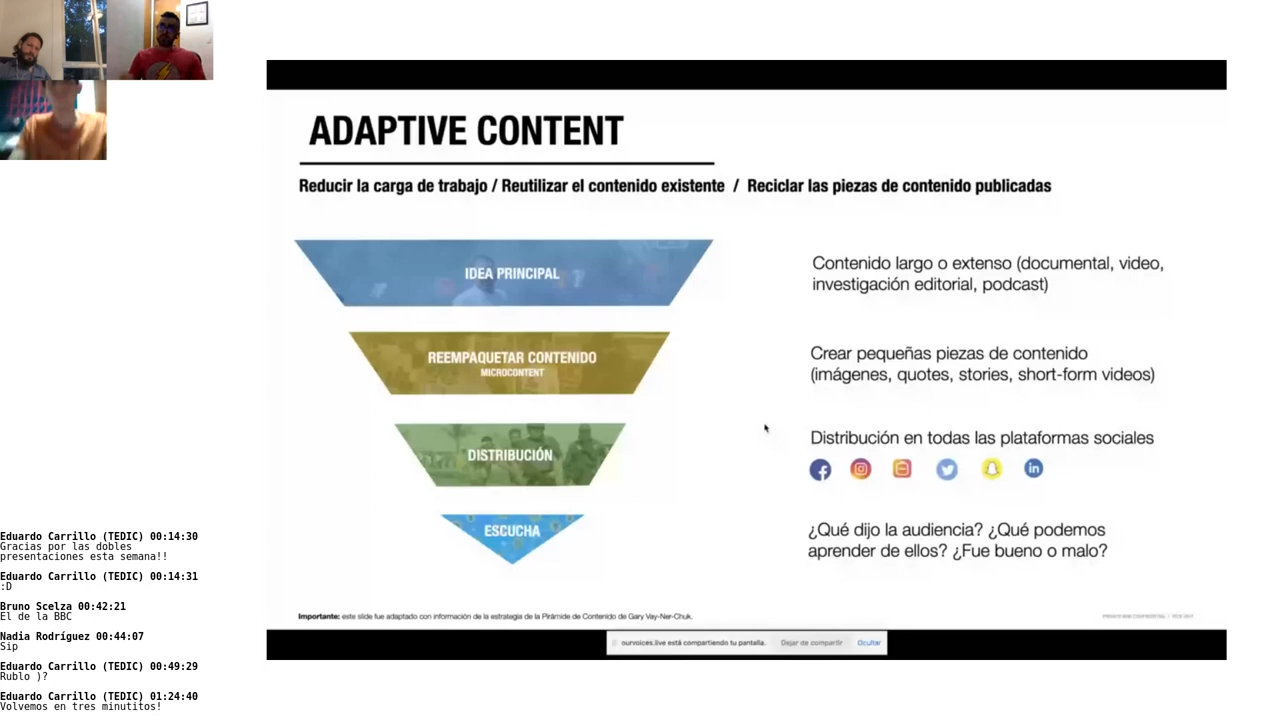 ADAPTIVE CONTENT
Reducir la carga de trabajo / Reutilizar el contenido existente / Reciclar las piezas de contenido publicadas
IDEA PRINCIPAL
Contenido largo o extenso (documental, video,
investigación editorial, podcast)
REEMPAQUETAR CONTENIDO
MICROCONTENT
Crear pequeñas piezas de contenido
(imágenes, quotes, stories, short-form videos)
DISTRIBUCIÓN
Distribución en todas las plataformas sociales
ESCUCHA
¿Qué dijo la audiencia? ¿Qué podemos
aprender de ellos? ¿Fue bueno o malo?
Importante: este slide fue adaptado con información de la estrategia de la Pirámide de Contenido de Gary Vay-Ner-Chuk.
ourvoices.live está compartiendo tu pantalla. Dejar de compartir Ocultar
Eduardo Carrillo (TEDIC) 00:14:30
Gracias por las dobles
presentaciones esta semana!!
Eduardo Carrillo (TEDIC) 00:14:31
:D
Bruno Scelza 00:42:21
El de la BBC
Nadia Rodríguez 00:44:07
Sip
Eduardo Carrillo (TEDIC) 00:49:29
Rublo )?
Eduardo Carrillo (TEDIC) 01:24:40
Volvemos en tres minutitos!